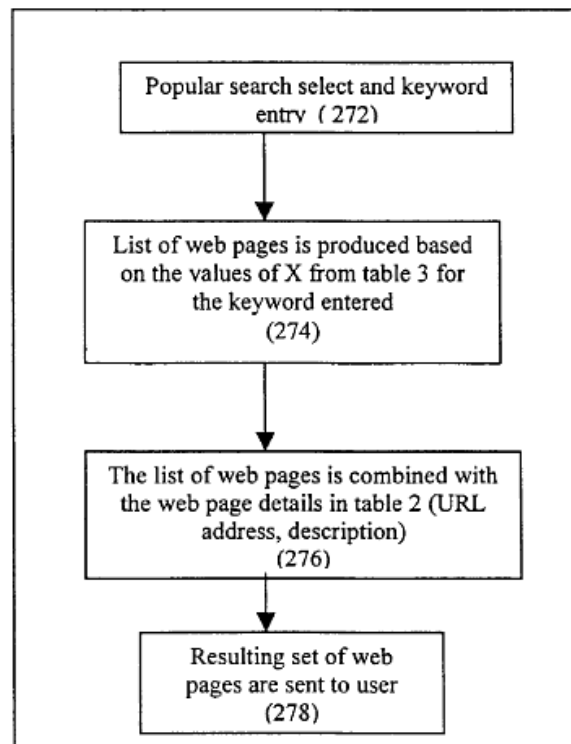 Popular search select and keyword
entry ( 272)
List of web pages is produced based
on the values of X from table 3 for
the keyword entered
(274)
The list of web pages is combined with
the web page details in table 2 (URL
address, description)
(276)
Resulting set of web
pages are sent to user
(278)